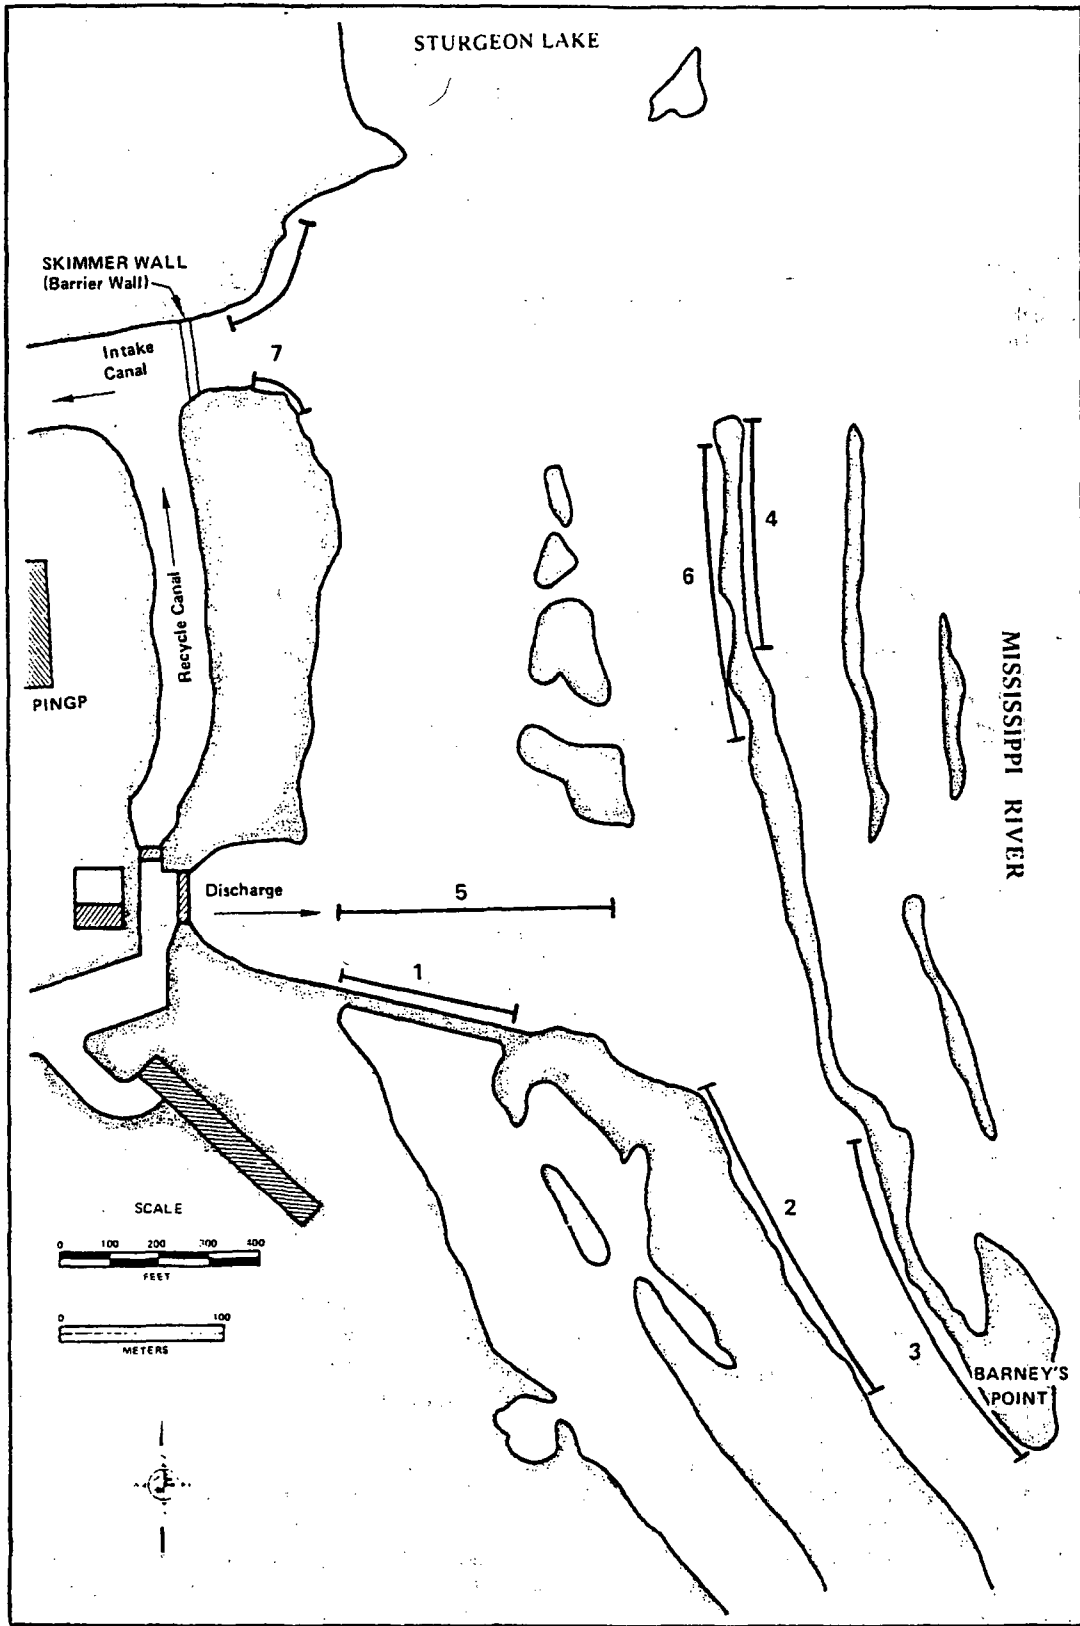 STURGEON LAKE
SKIMMER WALL
(Barrier Wall)
Intake
Canal
7
4
6
Recycle Canal
PINGP
MISSISSIPPI RIVER
Discharge
5
1
2
SCALE
0 100 200 300 400
FEET
0 100
METERS
3
BARNEY'S
POINT